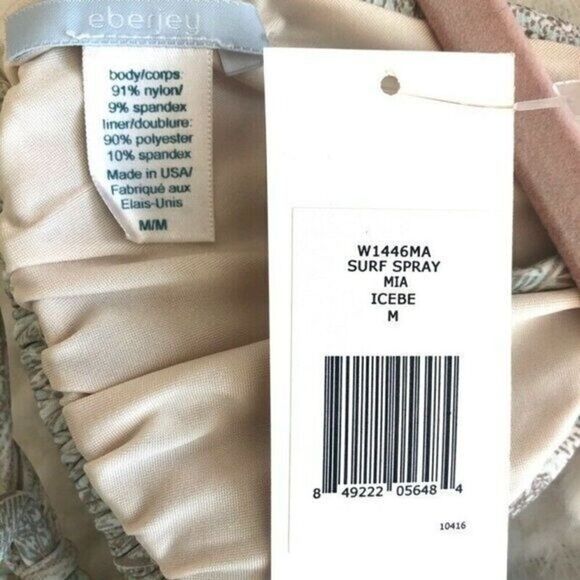 eberjey
body/corps:
91% nylon/
9% spandex
liner/doublure:
90% polyester
10% spandex
Made in USA/
Fabriqué aux
Elais-Unis
M/M
W1446MA
SURF SPRAY
MIA
ICEBE
M
8 49222 05648 4
10416